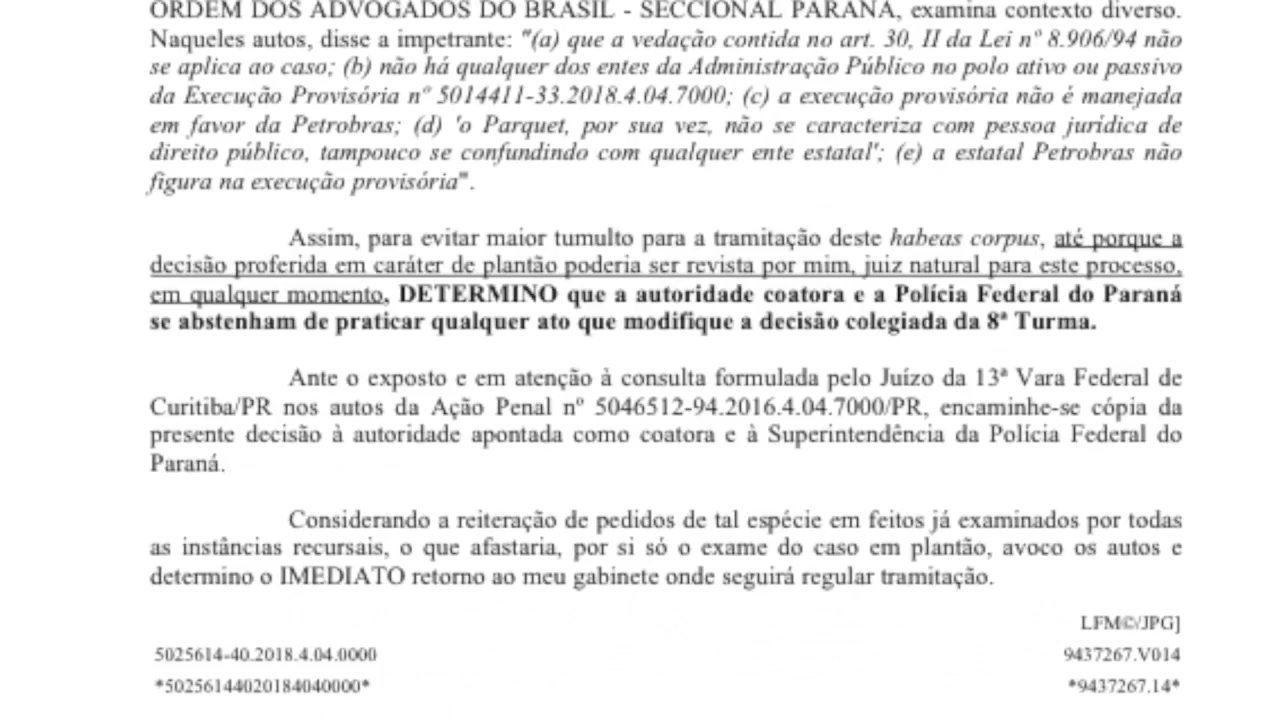 ORDEM DOS ADVOGADOS DO BRASIL - SECCIONAL PARANÁ, examina contexto diverso.
Naqueles autos, disse a impetrante: "(a) que a vedação contida no art. 30, II da Lei nº 8.906/94 não
se aplica ao caso; (b) não há qualquer dos entes da Administração Público no polo ativo ou passivo
da Execução Provisória nº 5014411-33.2018.4.04.7000; (c) a execução provisória não é manejada
em favor da Petrobras; (d) 'o Parquet, por sua vez, não se caracteriza com pessoa jurídica de
direito público, tampouco se confundindo com qualquer ente estatal'; (e) a estatal Petrobras não
figura na execução provisória".
Assim, para evitar maior tumulto para a tramitação deste habeas corpus, até porque a
decisão proferida em caráter de plantão poderia ser revista por mim, juiz natural para este processo,
em qualquer momento, DETERMINO que a autoridade coatora e a Polícia Federal do Paraná
se abstenham de praticar qualquer ato que modifique a decisão colegiada da 8ª Turma.
Ante o exposto e em atenção à consulta formulada pelo Juízo da 13ª Vara Federal de
Curitiba/PR nos autos da Ação Penal nº 5046512-94.2016.4.04.7000/PR, encaminhe-se cópia da
presente decisão à autoridade apontada como coatora e à Superintendência da Polícia Federal do
Paraná.
Considerando a reiteração de pedidos de tal espécie em feitos já examinados por todas
as instâncias recursais, o que afastaria, por si só o exame do caso em plantão, avoco os autos e
determino o IMEDIATO retorno ao meu gabinete onde seguirá regular tramitação.
LFM©/JPG]
5025614-40.2018.4.04.0000 9437267.V014
*50256144020184040000* *9437267.14*